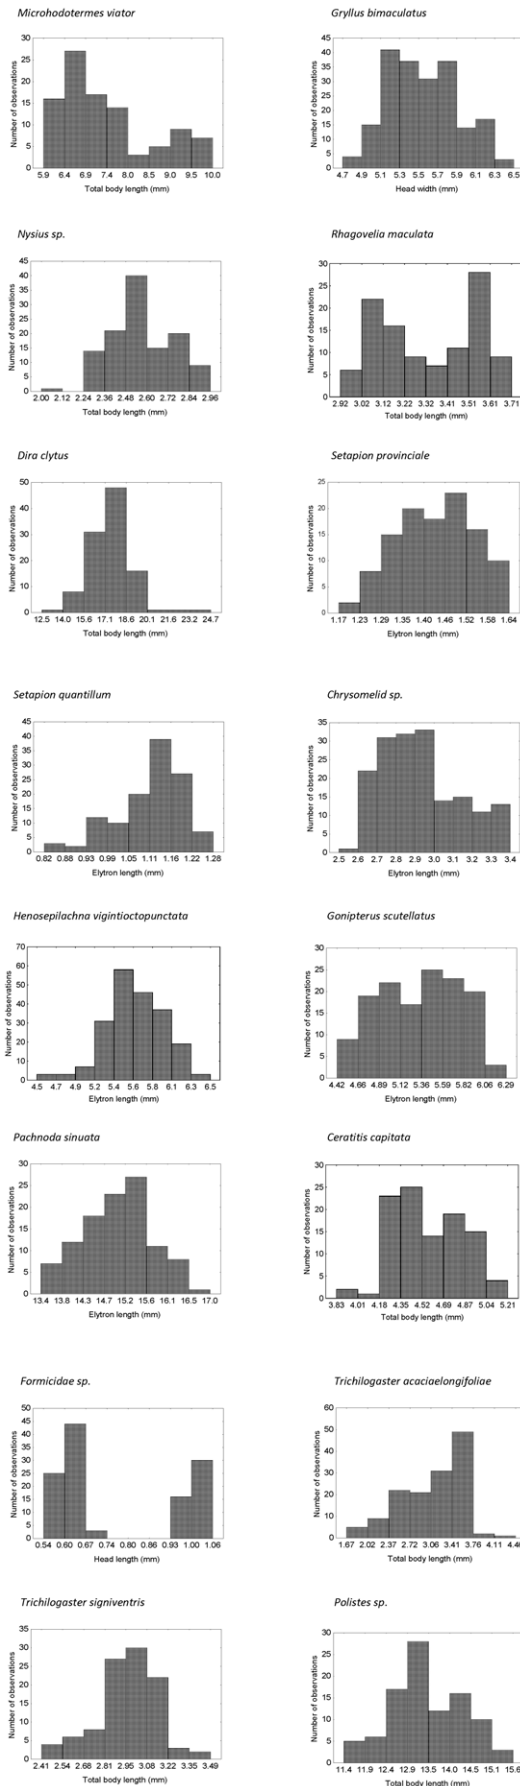 Microhodotermes viator
Number of observations
30
25
20
15
10
5
0
5.9 6.4 6.9 7.4 8.0 8.5 9.0 9.5 10.0
Total body length (mm)
Gryllus bimaculatus
Number of observations
45
40
35
30
25
20
15
10
5
0
4.7 4.9 5.1 5.3 5.5 5.7 5.9 6.1 6.3 6.5
Head width (mm)
Nysius sp.
Number of observations
45
40
35
30
25
20
15
10
5
0
2.00 2.12 2.24 2.36 2.48 2.60 2.72 2.84 2.96
Total body length (mm)
Rhagovelia maculata
Number of observations
30
25
20
15
10
5
0
2.92 3.02 3.12 3.22 3.32 3.41 3.51 3.61 3.71
Total body length (mm)
Dira clytus
Number of observations
50
40
30
20
10
0
12.5 14.0 15.6 17.1 18.6 20.1 21.6 23.2 24.7
Total body length (mm)
Setapion provinciale
Number of observations
25
20
15
10
5
0
1.17 1.23 1.29 1.35 1.40 1.46 1.52 1.58 1.64
Elytron length (mm)
Setapion quantillum
Number of observations
45
40
35
30
25
20
15
10
5
0
0.82 0.88 0.93 0.99 1.05 1.11 1.16 1.22 1.28
Elytron length (mm)
Chrysomelid sp.
Number of observations
35
30
25
20
15
10
5
0
2.5 2.6 2.7 2.8 2.9 3.0 3.1 3.2 3.3 3.4
Elytron length (mm)
Henosepilachna vigintioctopunctata
Number of observations
70
60
50
40
30
20
10
0
4.5 4.7 4.9 5.2 5.4 5.6 5.8 6.1 6.3 6.5
Elytron length (mm)
Gonipterus scutellatus
Number of observations
30
25
20
15
10
5
0
4.42 4.66 4.89 5.12 5.36 5.59 5.82 6.06 6.29
Elytron length (mm)
Pachnoda sinuata
Number of observations
30
25
20
15
10
5
0
13.4 13.8 14.3 14.7 15.2 15.6 16.1 16.5 17.0
Elytron length (mm)
Ceratitis capitata
Number of observations
30
25
20
15
10
5
0
3.83 4.01 4.18 4.35 4.52 4.69 4.87 5.04 5.21
Total body length (mm)
Formicidae sp.
Number of observations
50
45
40
35
30
25
20
15
10
5
0
0.54 0.60 0.67 0.74 0.80 0.86 0.93 1.00 1.06
Head length (mm)
Trichilogaster acaciaelongifoliae
Number of observations
60
50
40
30
20
10
0
1.67 2.02 2.37 2.72 3.06 3.41 3.76 4.11
Total body length (mm)
Trichilogaster signiventris
Number of observations
35
30
25
20
15
10
5
0
2.41 2.54 2.68 2.81 2.95 3.08 3.22 3.35 3.49
Total body length (mm)
Polistes sp.
Number of observations
30
25
20
15
10
5
0
11.4 11.9 12.4 12.9 13.5 14.0 14.5 15.1 15.6
Total body length (mm)